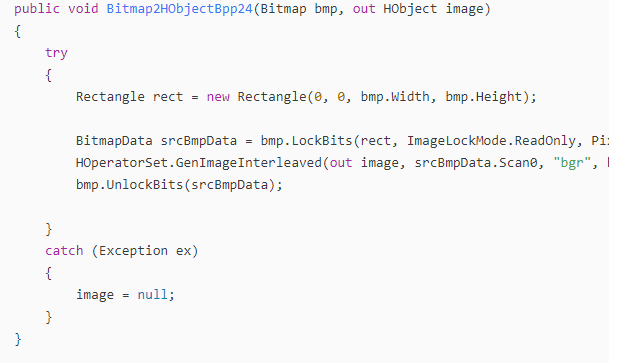 public void Bitmap2HObjectBpp24(Bitmap bmp, out HObject image)
{
    try
    {
        Rectangle rect = new Rectangle(0, 0, bmp.Width, bmp.Height);

        BitmapData srcBmpData = bmp.LockBits(rect, ImageLockMode.ReadOnly, Pi
        HOperatorSet.GenImageInterleaved(out image, srcBmpData.Scan0, "bgr",
        bmp.UnlockBits(srcBmpData);

    }
    catch (Exception ex)
    {
        image = null;
    }
}